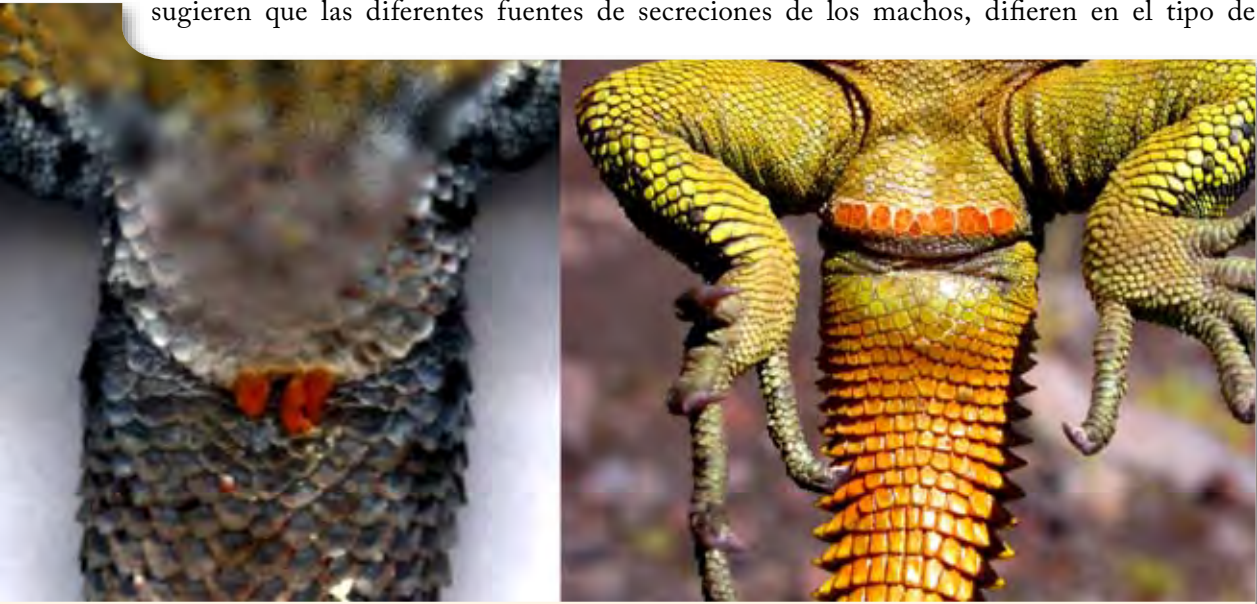 sugieren que las diferentes fuentes de secreciones de los machos, difieren en el tipo de